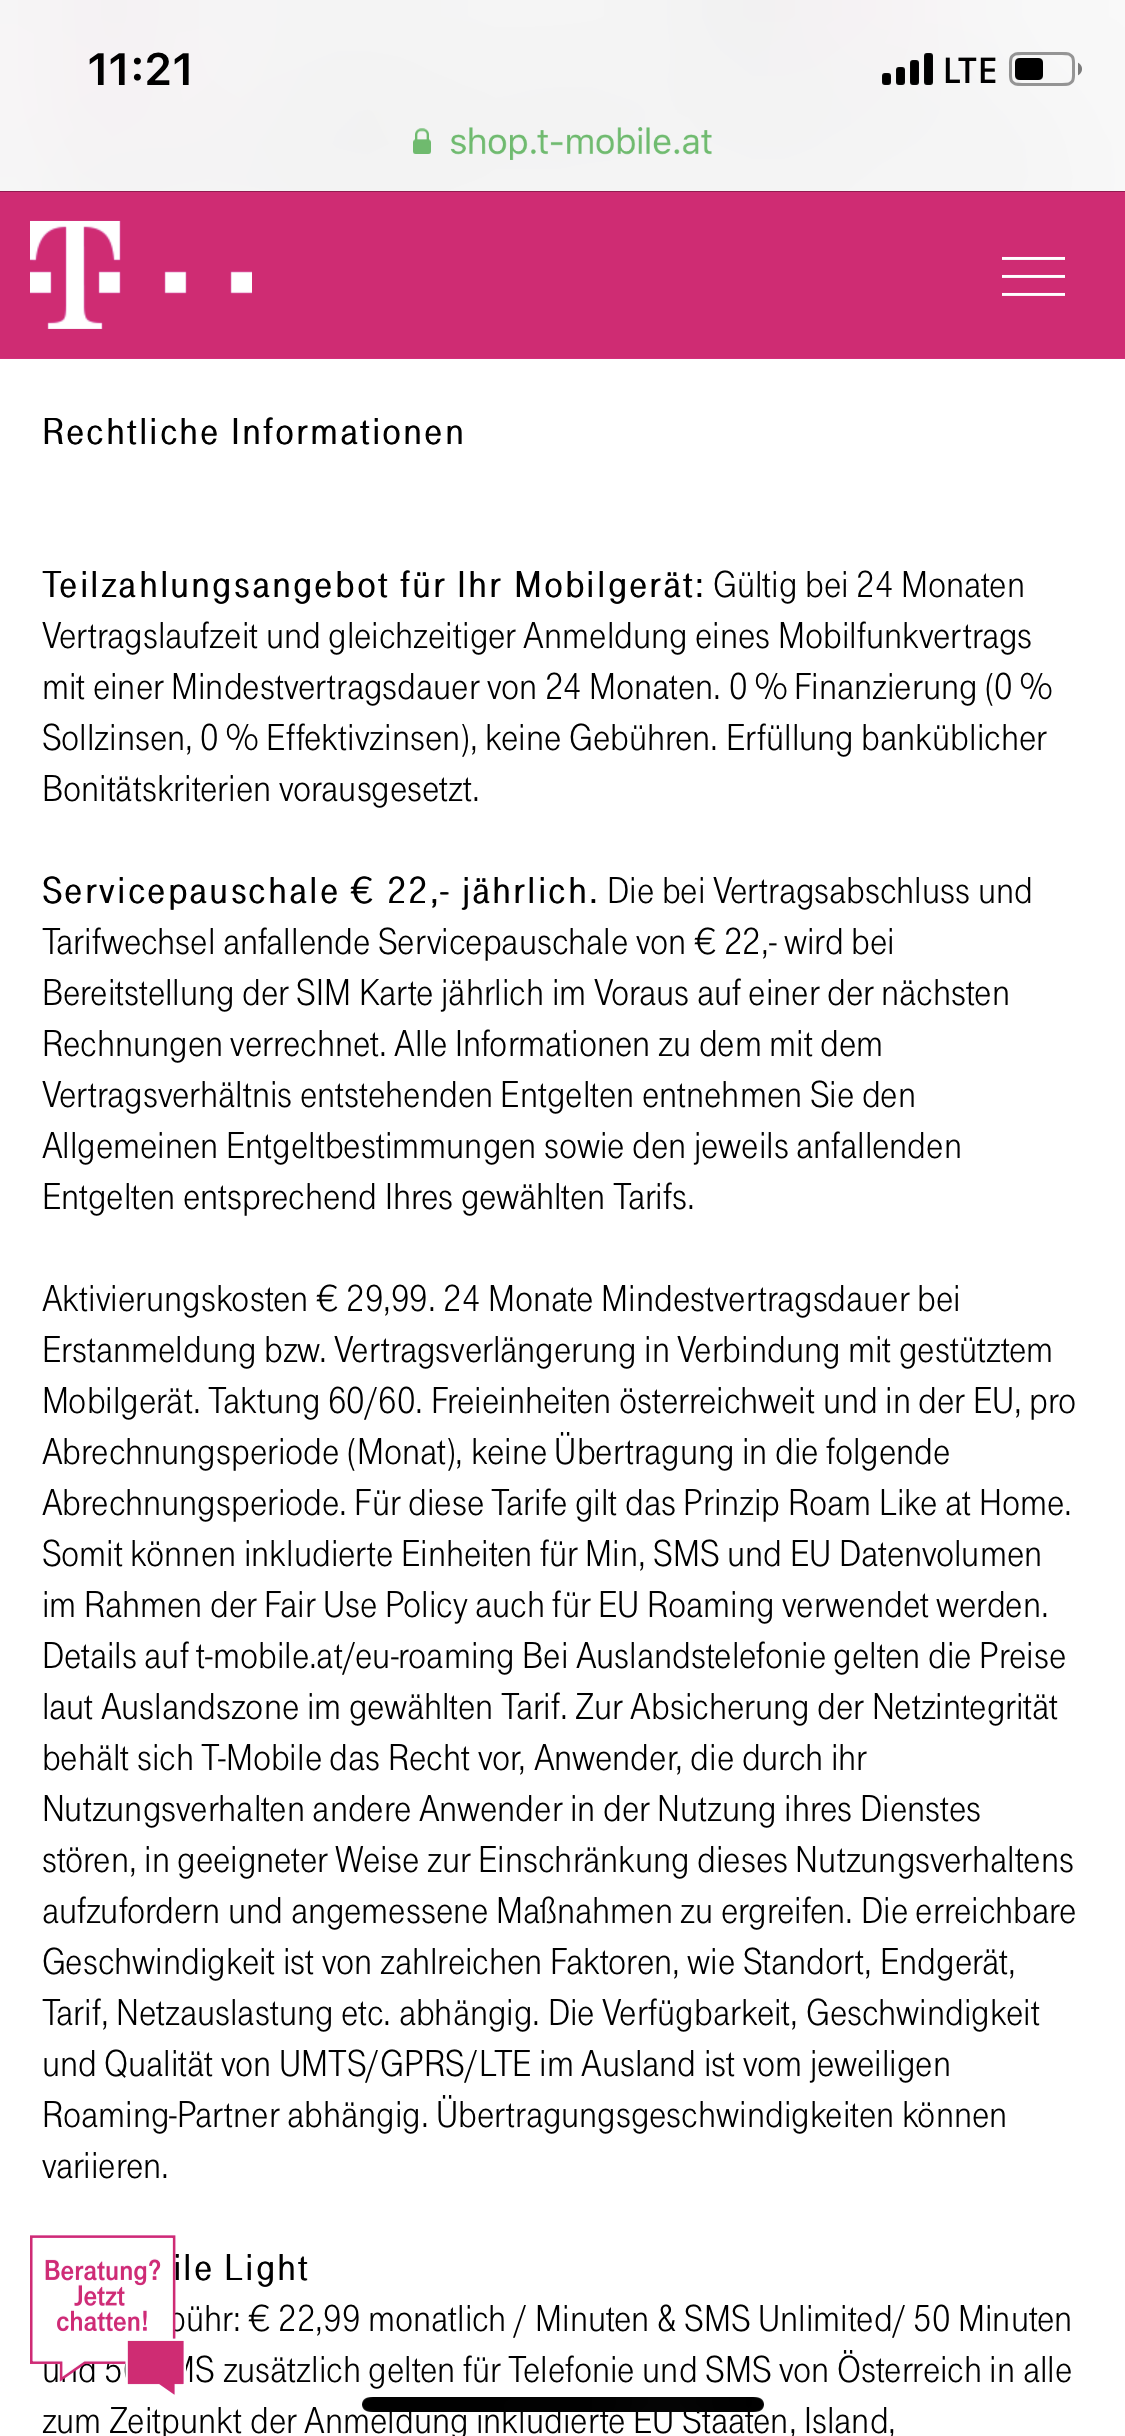 11:21
LTE
shop.t-mobile.at
T
Rechtliche Informationen
Teilzahlungsangebot für Ihr Mobilgerät: Gültig bei 24 Monaten
Vertragslaufzeit und gleichzeitiger Anmeldung eines Mobilfunkvertrags
mit einer Mindestvertragsdauer von 24 Monaten. 0 % Finanzierung (0 %
Sollzinsen, 0 % Effektivzinsen), keine Gebühren. Erfüllung banküblicher
Bonitätskriterien vorausgesetzt.
Servicepauschale € 22,- jährlich. Die bei Vertragsabschluss und
Tarifwechsel anfallende Servicepauschale von € 22,- wird bei
Bereitstellung der SIM Karte jährlich im Voraus auf einer der nächsten
Rechnungen verrechnet. Alle Informationen zu dem mit dem
Vertragsverhältnis entstehenden Entgelten entnehmen Sie den
Allgemeinen Entgeltbestimmungen sowie den jeweils anfallenden
Entgelten entsprechend Ihres gewählten Tarifs.
Aktivierungskosten € 29,99. 24 Monate Mindestvertragsdauer bei
Erstanmeldung bzw. Vertragsverlängerung in Verbindung mit gestütztem
Mobilgerät. Taktung 60/60. Freieinheiten österreichweit und in der EU, pro
Abrechnungsperiode (Monat), keine Übertragung in die folgende
Abrechnungsperiode. Für diese Tarife gilt das Prinzip Roam Like at Home.
Somit können inkludierte Einheiten für Min, SMS und EU Datenvolumen
im Rahmen der Fair Use Policy auch für EU Roaming verwendet werden.
Details auf t-mobile.at/eu-roaming Bei Auslandstelefonie gelten die Preise
laut Auslandszone im gewählten Tarif. Zur Absicherung der Netzintegrität
behält sich T-Mobile das Recht vor, Anwender, die durch ihr
Nutzungsverhalten andere Anwender in der Nutzung ihres Dienstes
stören, in geeigneter Weise zur Einschränkung dieses Nutzungsverhaltens
aufzufordern und angemessene Maßnahmen zu ergreifen. Die erreichbare
Geschwindigkeit ist von zahlreichen Faktoren, wie Standort, Endgerät,
Tarif, Netzauslastung etc. abhängig. Die Verfügbarkeit, Geschwindigkeit
und Qualität von UMTS/GPRS/LTE im Ausland ist vom jeweiligen
Roaming-Partner abhängig. Übertragungsgeschwindigkeiten können
variieren.
Beratung?
Jetzt
chatten!
Light
€ 22,99 monatlich / Minuten & SMS Unlimited/ 50 Minuten
und zusätzlich gelten für Telefonie und SMS von Österreich in alle
zum Zeitpunkt der Anmeldung inkludierte EU Staaten, Island,